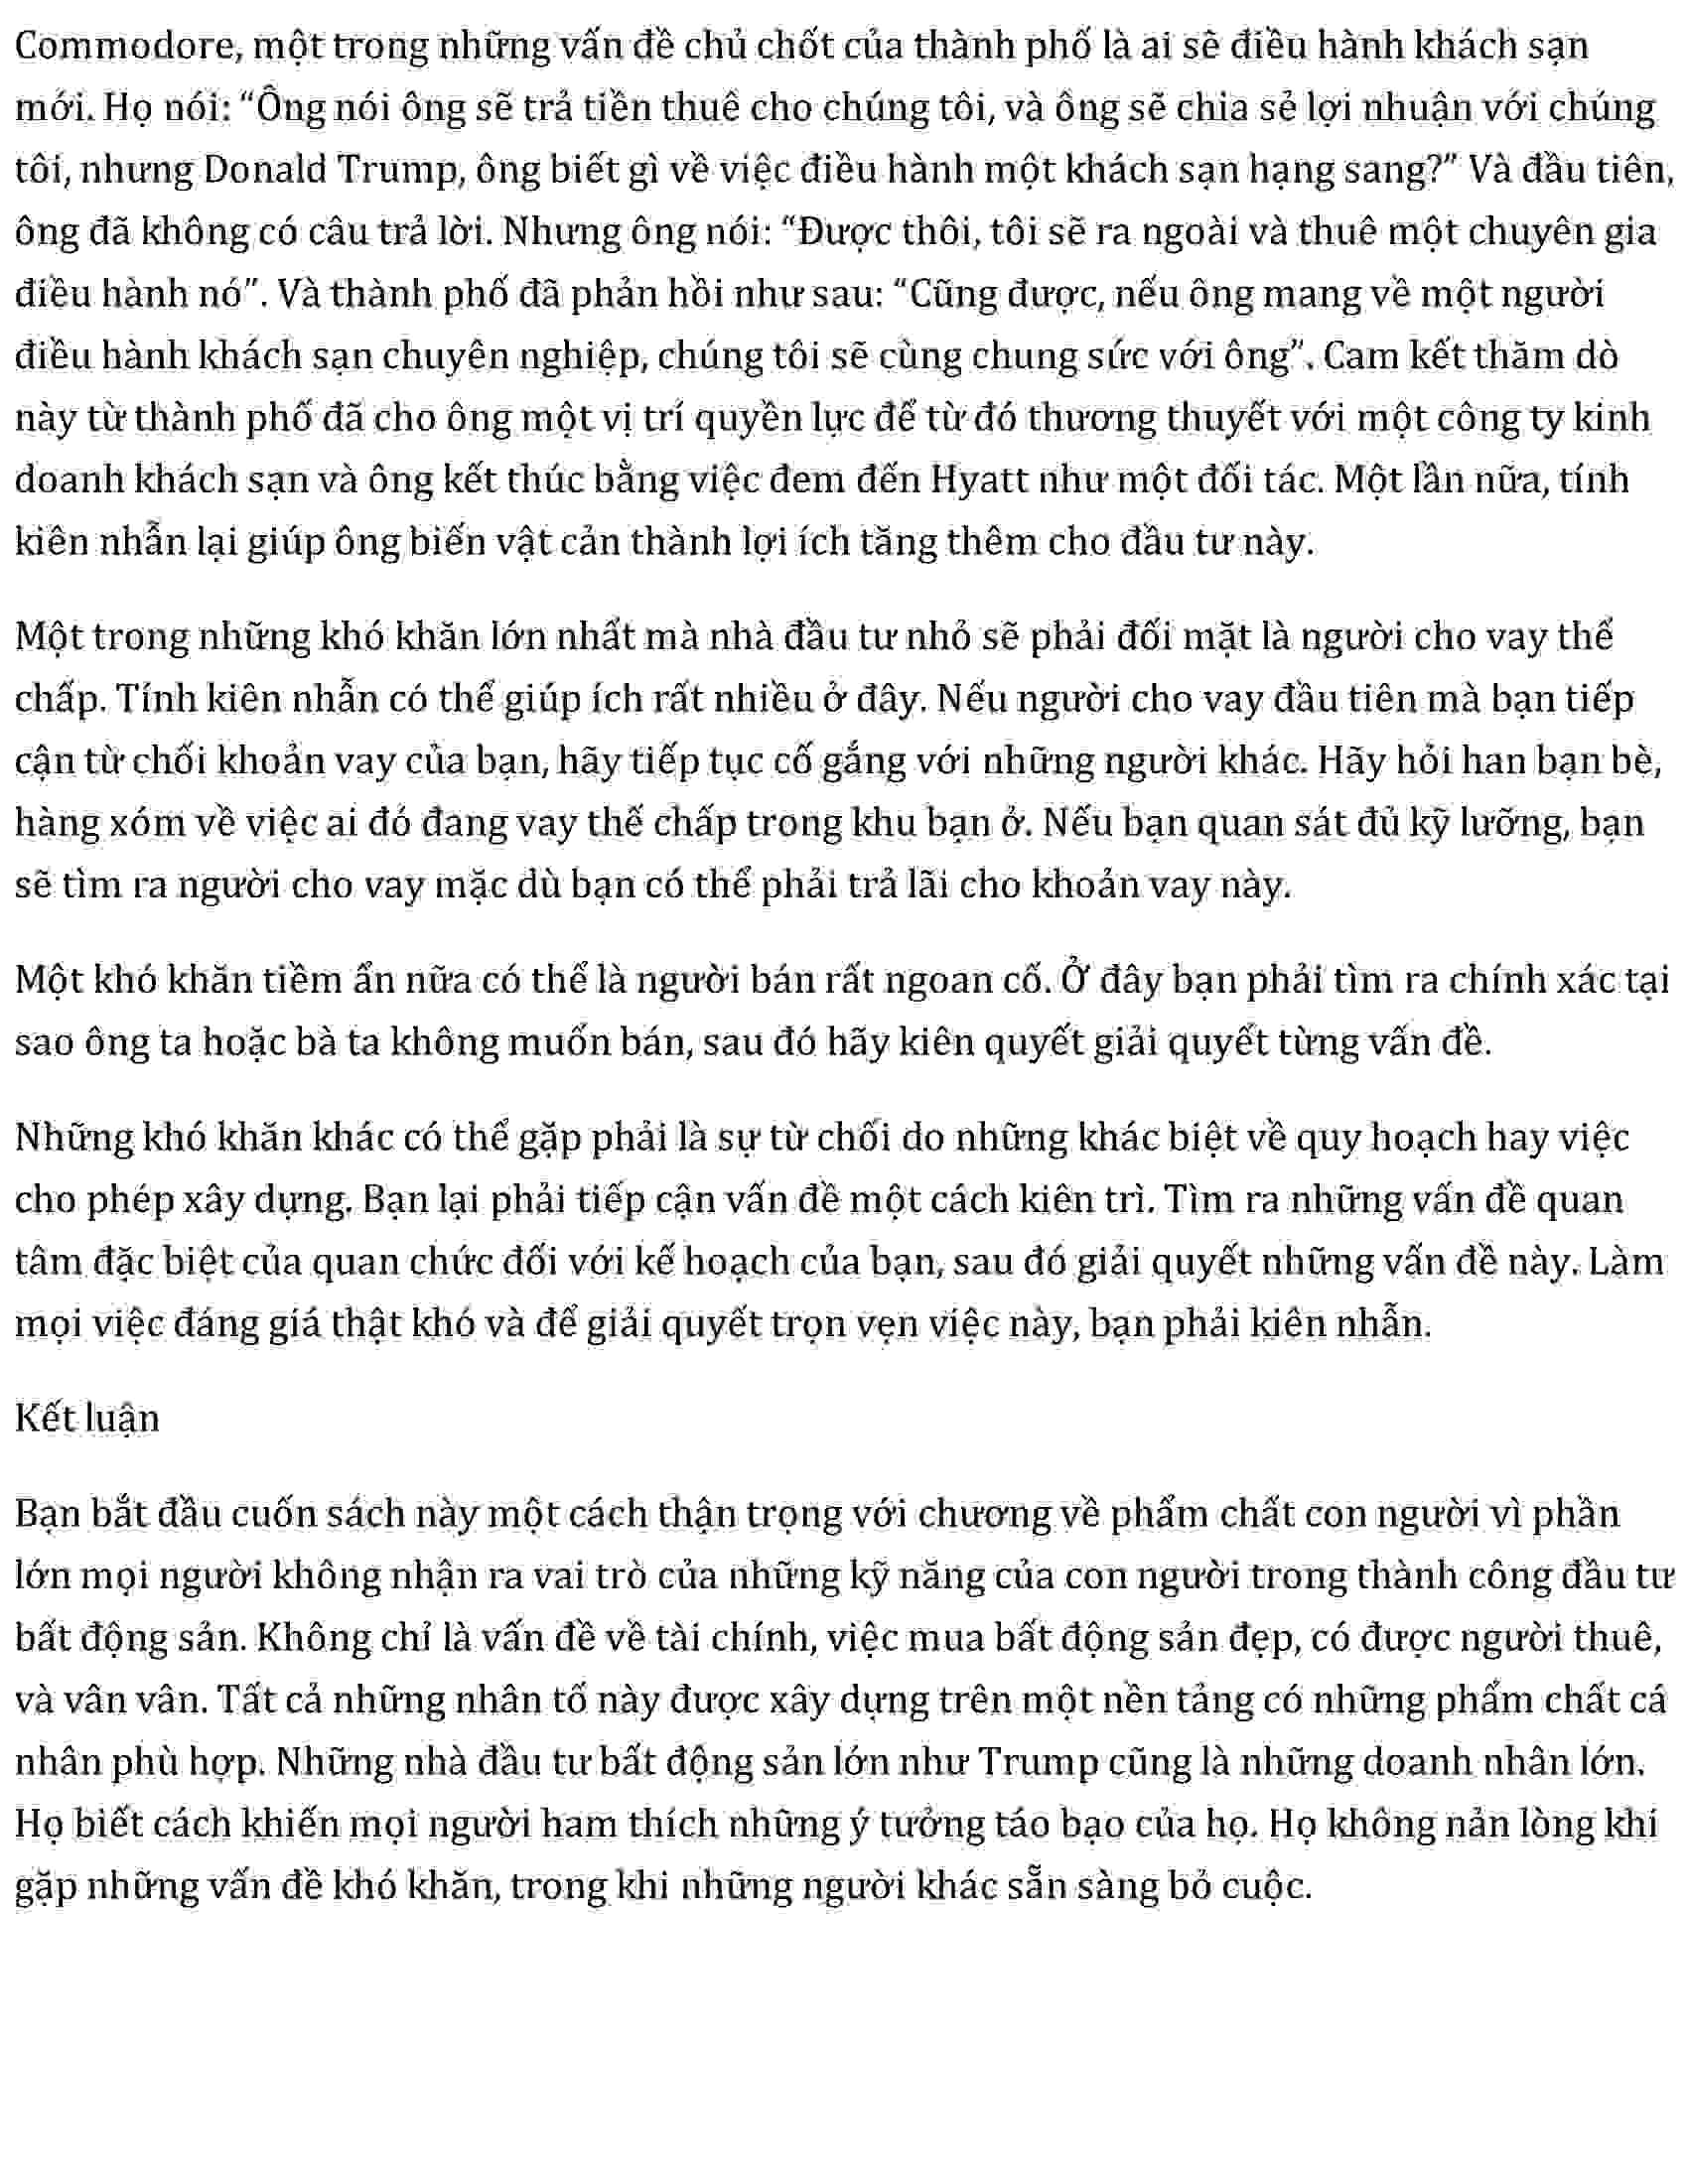 Commodore, một trong những vấn đề chủ chốt của thành phố là ai sẽ điều hành khách sạn
mới. Họ nói: “Ông nói ông sẽ trả tiền thuê cho chúng tôi, và ông sẽ chia sẻ lợi nhuận với chúng
tôi, nhưng Donald Trump, ông biết gì về việc điều hành một khách sạn hạng sang?” Và đầu tiên,
ông đã không có câu trả lời. Nhưng ông nói: “Được thôi, tôi sẽ ra ngoài và thuê một chuyên gia
điều hành nó”. Và thành phố đã phản hồi như sau: “Cũng được, nếu ông mang về một người
điều hành khách sạn chuyên nghiệp, chúng tôi sẽ cùng chung sức với ông”. Cam kết thăm dò
này từ thành phố đã cho ông một vị trí quyền lực để từ đó thương thuyết với một công ty kinh
doanh khách sạn và ông kết thúc bằng việc đem đến Hyatt như một đối tác. Một lần nữa, tính
kiên nhẫn lại giúp ông biến vật cản thành lợi ích tăng thêm cho đầu tư này.
Một trong những khó khăn lớn nhất mà nhà đầu tư nhỏ sẽ phải đối mặt là người cho vay thế
chấp. Tính kiên nhẫn có thể giúp ích rất nhiều ở đây. Nếu người cho vay đầu tiên mà bạn tiếp
cận từ chối khoản vay của bạn, hãy tiếp tục cố gắng với những người khác. Hãy hỏi han bạn bè,
hàng xóm về việc ai đó đang vay thế chấp trong khu bạn ở. Nếu bạn quan sát đủ kỹ lưỡng, bạn
sẽ tìm ra người cho vay mặc dù bạn có thể phải trả lãi cho khoản vay này.
Một khó khăn tiềm ẩn nữa có thể là người bán rất ngoan cố. Ở đây bạn phải tìm ra chính xác tại
sao ông ta hoặc bà ta không muốn bán, sau đó hãy kiên quyết giải quyết từng vấn đề.
Những khó khăn khác có thể gặp phải là sự từ chối do những khác biệt về quy hoạch hay việc
cho phép xây dựng. Bạn lại phải tiếp cận vấn đề một cách kiên trì. Tìm ra những vấn đề quan
tâm đặc biệt của quan chức đối với kế hoạch của bạn, sau đó giải quyết những vấn đề này. Làm
mọi việc đáng giá thật khó và để giải quyết trọn vẹn việc này, bạn phải kiên nhẫn.
Kết luận
Bạn bắt đầu cuốn sách này một cách thận trọng với chương về phẩm chất con người vì phần
lớn mọi người không nhận ra vai trò của những kỹ năng của con người trong thành công đầu tư
bất động sản. Không chỉ là vấn đề về tài chính, việc mua bất động sản đẹp, có được người thuê,
và vân vân. Tất cả những nhân tố này được xây dựng trên một nền tảng có những phẩm chất cá
nhân phù hợp. Những nhà đầu tư bất động sản lớn như Trump cũng là những doanh nhân lớn.
Họ biết cách khiến mọi người ham thích những ý tưởng táo bạo của họ. Họ không nản lòng khi
gặp những vấn đề khó khăn, trong khi những người khác sẵn sàng bỏ cuộc.